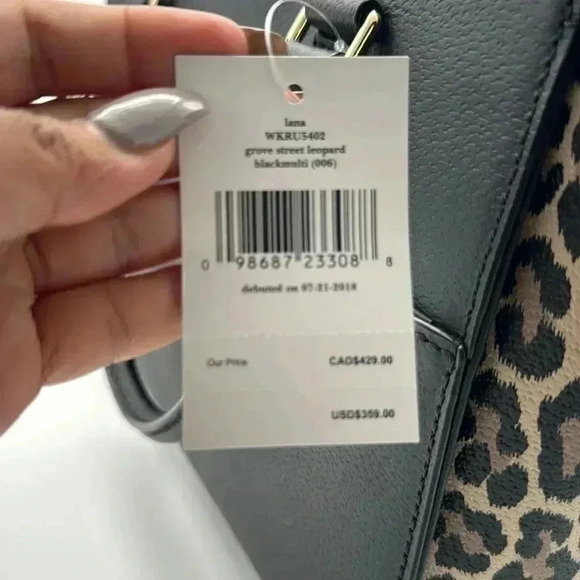 lana
WKRU5402
grove street leopard
blackmulti (006)
0 98687 23308 8
debuted on 07-21-2018
Our Price CAD$429.00
USD$359.00